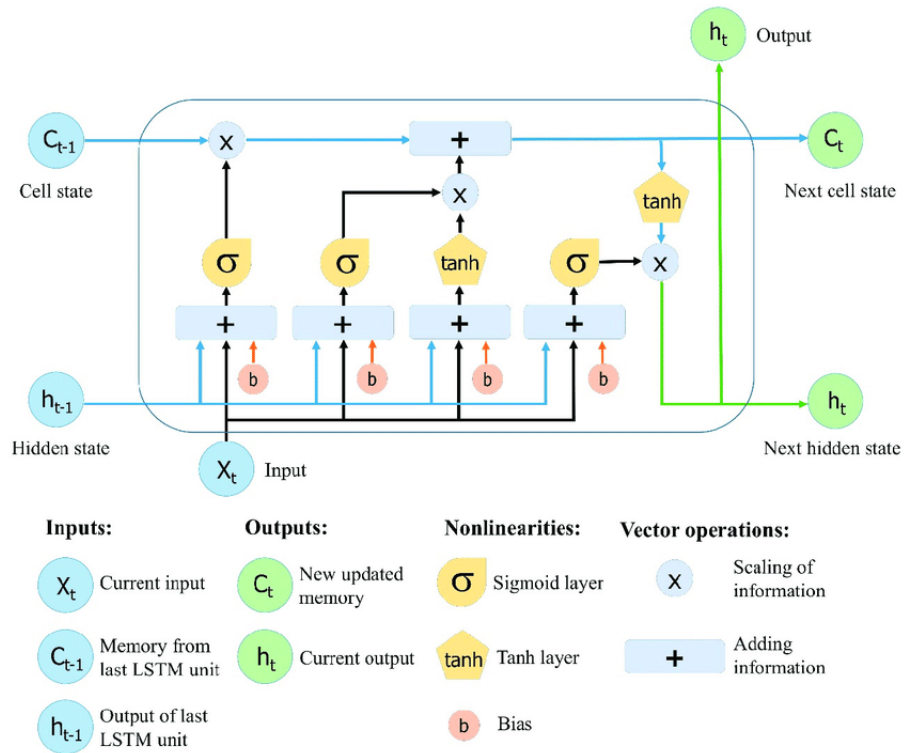 hₜ Output
Cₜ₋₁ x + Cₜ
Cell state x tanh Next cell state
σ σ tanh σ x
+ + + +
b b b b
hₜ₋₁ hₜ
Hidden state Next hidden state
Xₜ Input
Inputs: Outputs: Nonlinearities: Vector operations:
Xₜ Current input
Cₜ New updated
memory
σ Sigmoid layer
x Scaling of
information
Cₜ₋₁ Memory from
last LSTM unit
hₜ Current output
tanh Tanh layer
+ Adding
information
hₜ₋₁ Output of last
LSTM unit
b Bias